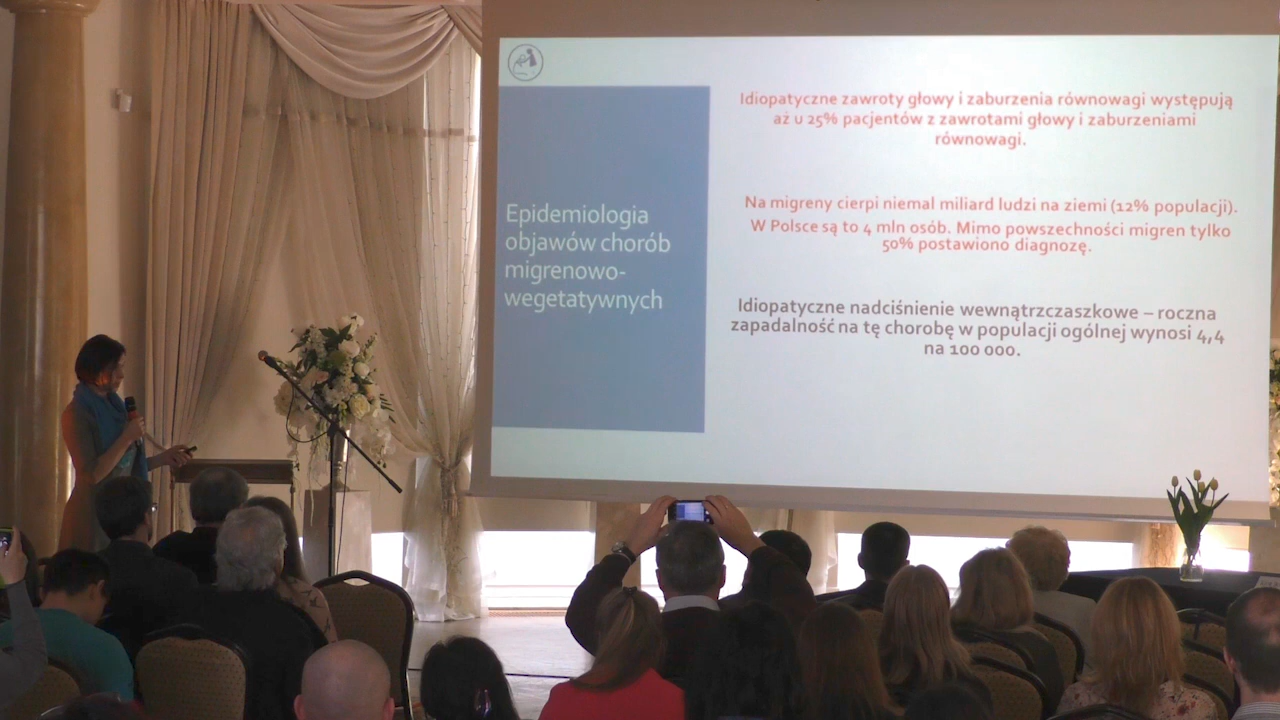 Epidemiologia
objawów chorób
migrenowo-
wegetatywnych
Idiopatyczne zawroty głowy i zaburzenia równowagi występują
aż u 25% pacjentów z zawrotami głowy i zaburzeniami
równowagi.
Na migreny cierpi niemal miliard ludzi na ziemi (12% populacji).
W Polsce są to 4 mln osób. Mimo powszechności migren tylko
50% postawiono diagnozę.
Idiopatyczne nadciśnienie wewnątrzczaszkowe – roczna
zapadalność na tę chorobę w populacji ogólnej wynosi 4,4
na 100 000.